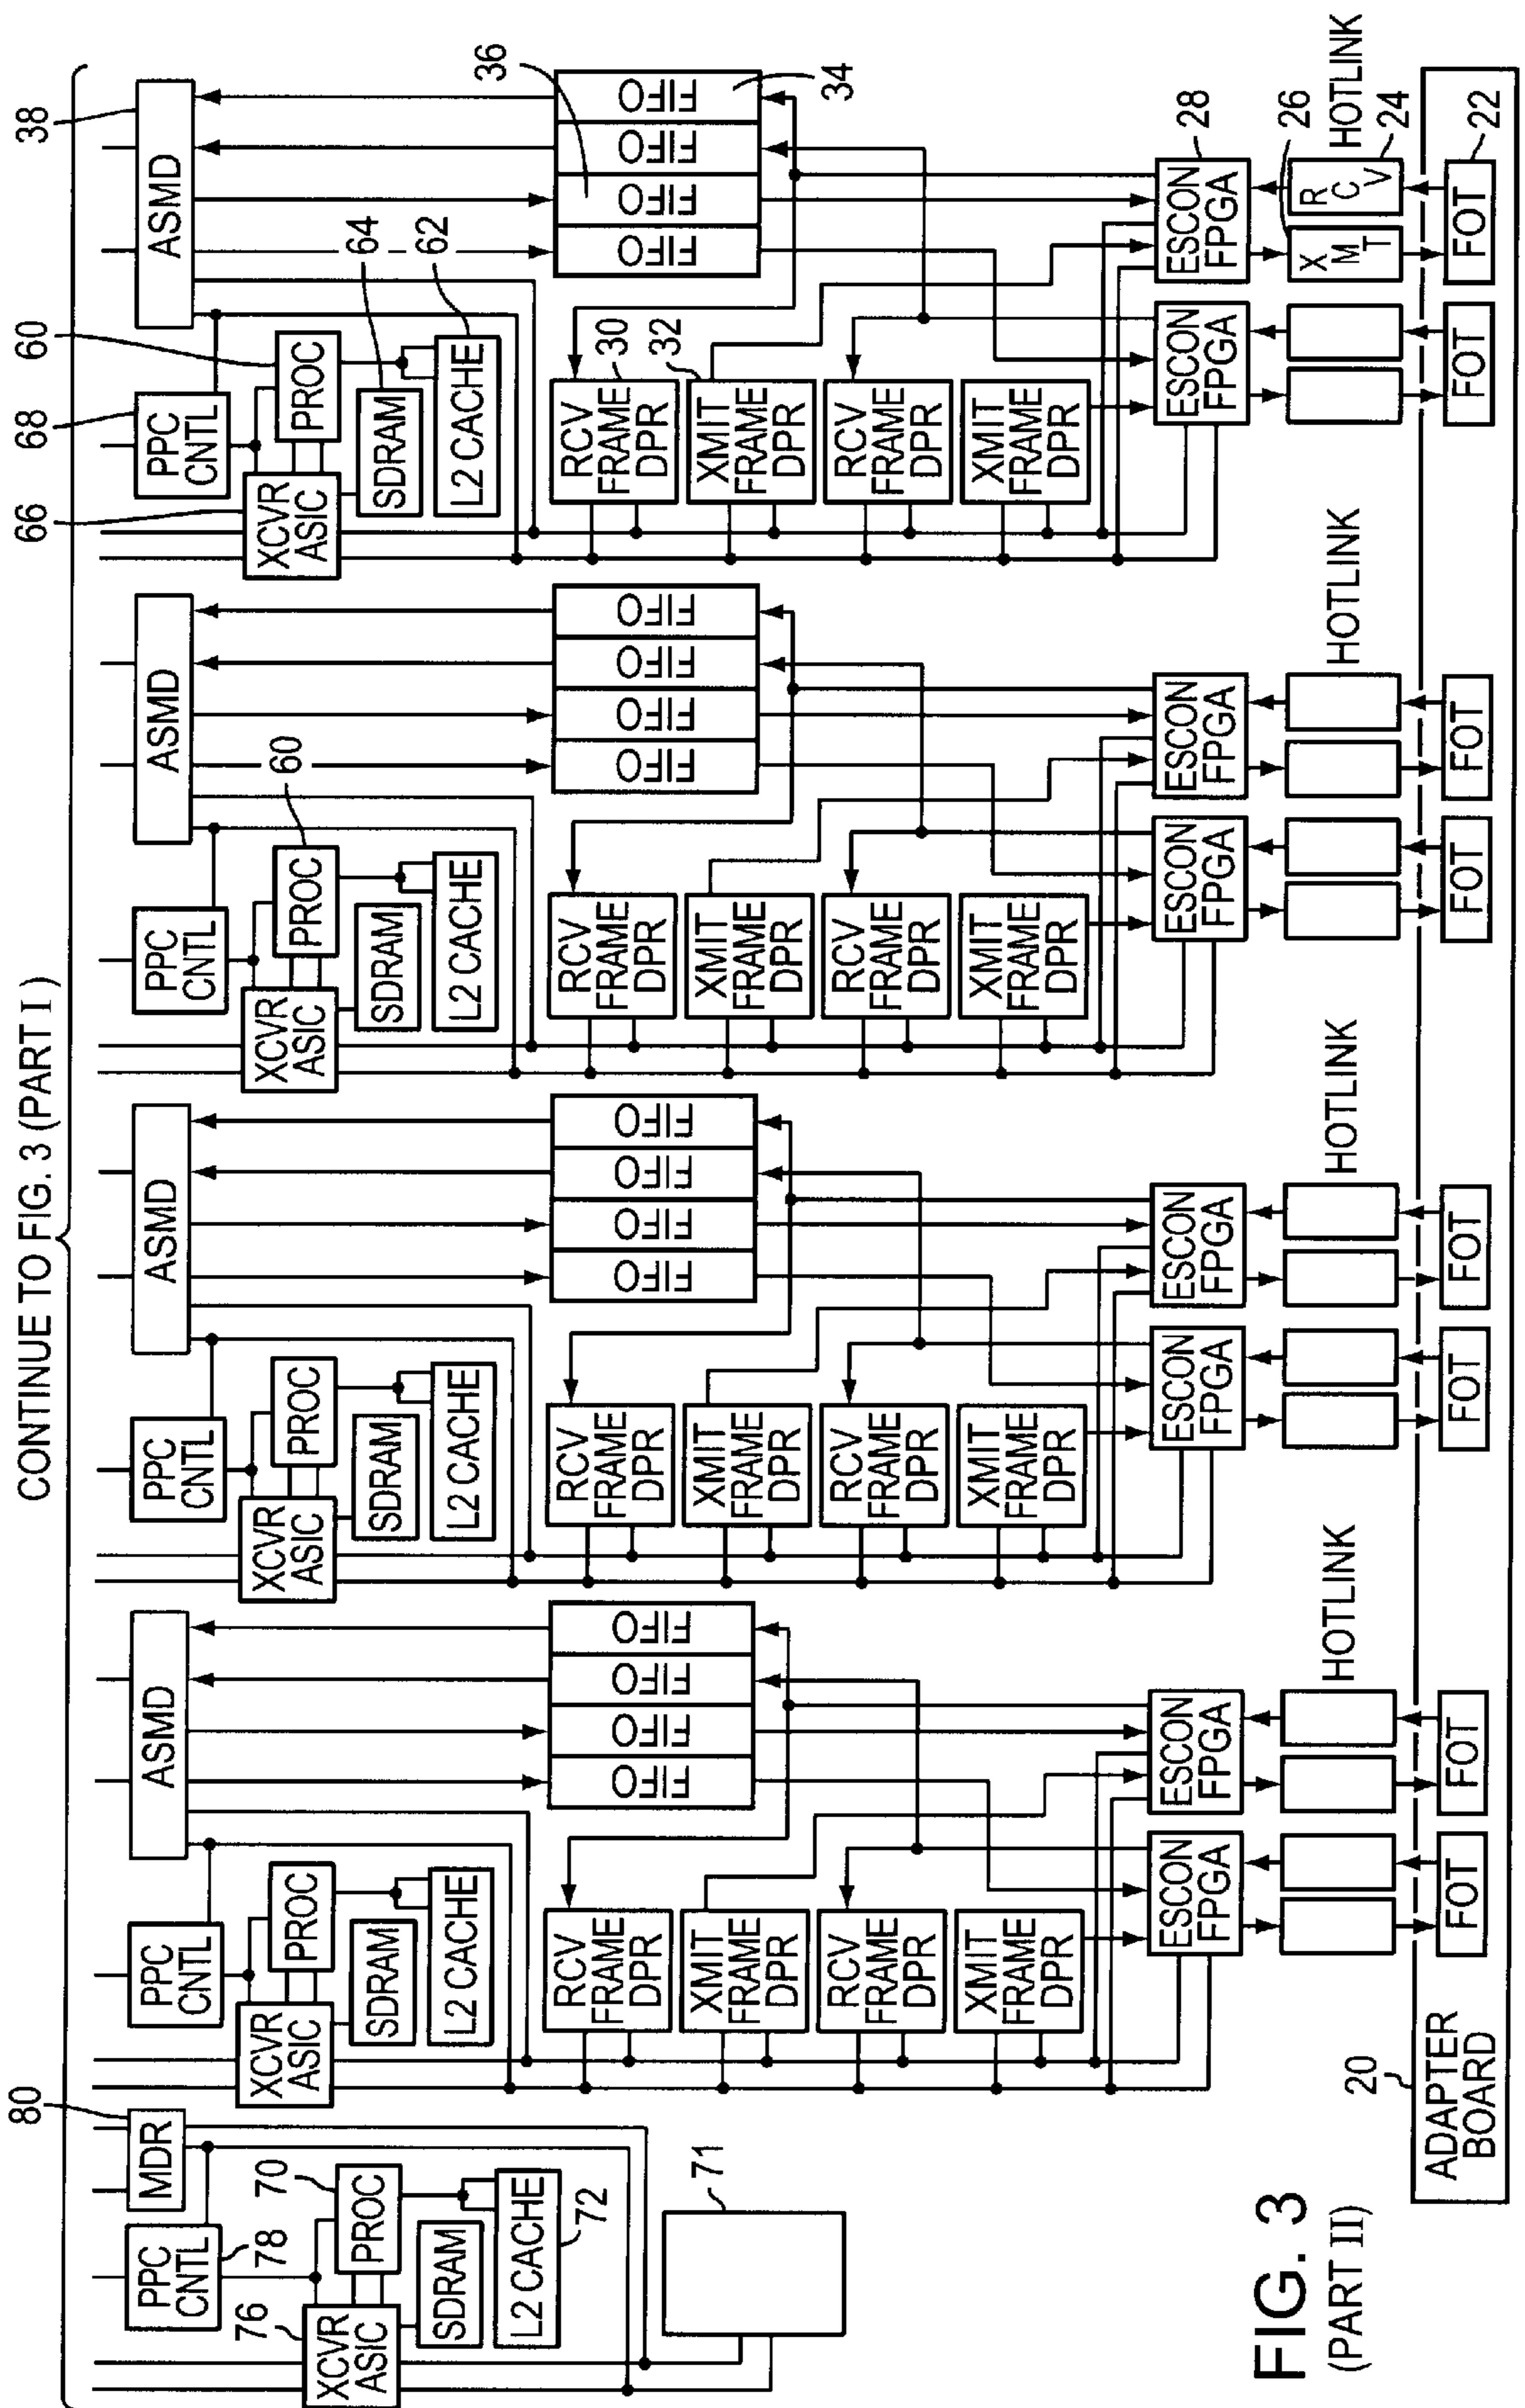 CONTINUE TO FIG. 3 (PART I)
80
MDR
PPC
CNTL
78
70
PROC
76
XCVR
ASIC
SDRAM
L2 CACHE
72
71
PPC
CNTL
ASMD
XCVR
ASIC
PROC
SDRAM
L2 CACHE
FIFO
FIFO
FIFO
FIFO
RCV
FRAME
DPR
XMIT
FRAME
DPR
RCV
FRAME
DPR
XMIT
FRAME
DPR
ESCON
FPGA
ESCON
FPGA
HOTLINK
FOT
FOT
PPC
CNTL
ASMD
XCVR
ASIC
PROC
SDRAM
L2 CACHE
FIFO
FIFO
FIFO
FIFO
RCV
FRAME
DPR
XMIT
FRAME
DPR
RCV
FRAME
DPR
XMIT
FRAME
DPR
ESCON
FPGA
ESCON
FPGA
HOTLINK
FOT
FOT
PPC
CNTL
ASMD
XCVR
ASIC
PROC
60
SDRAM
L2 CACHE
FIFO
FIFO
FIFO
FIFO
RCV
FRAME
DPR
XMIT
FRAME
DPR
RCV
FRAME
DPR
XMIT
FRAME
DPR
ESCON
FPGA
ESCON
FPGA
HOTLINK
FOT
FOT
66
68
60
38
PPC
CNTL
ASMD
XCVR
ASIC
PROC
64
SDRAM
62
L2 CACHE
36
FIFO
FIFO
FIFO
FIFO
34
RCV
FRAME
DPR
30
XMIT
FRAME
DPR
32
RCV
FRAME
DPR
XMIT
FRAME
DPR
ESCON
FPGA
ESCON
FPGA
28
26
XMT
RCV
24
HOTLINK
FOT
FOT
22
20
ADAPTER
BOARD
FIG. 3
(PART II)